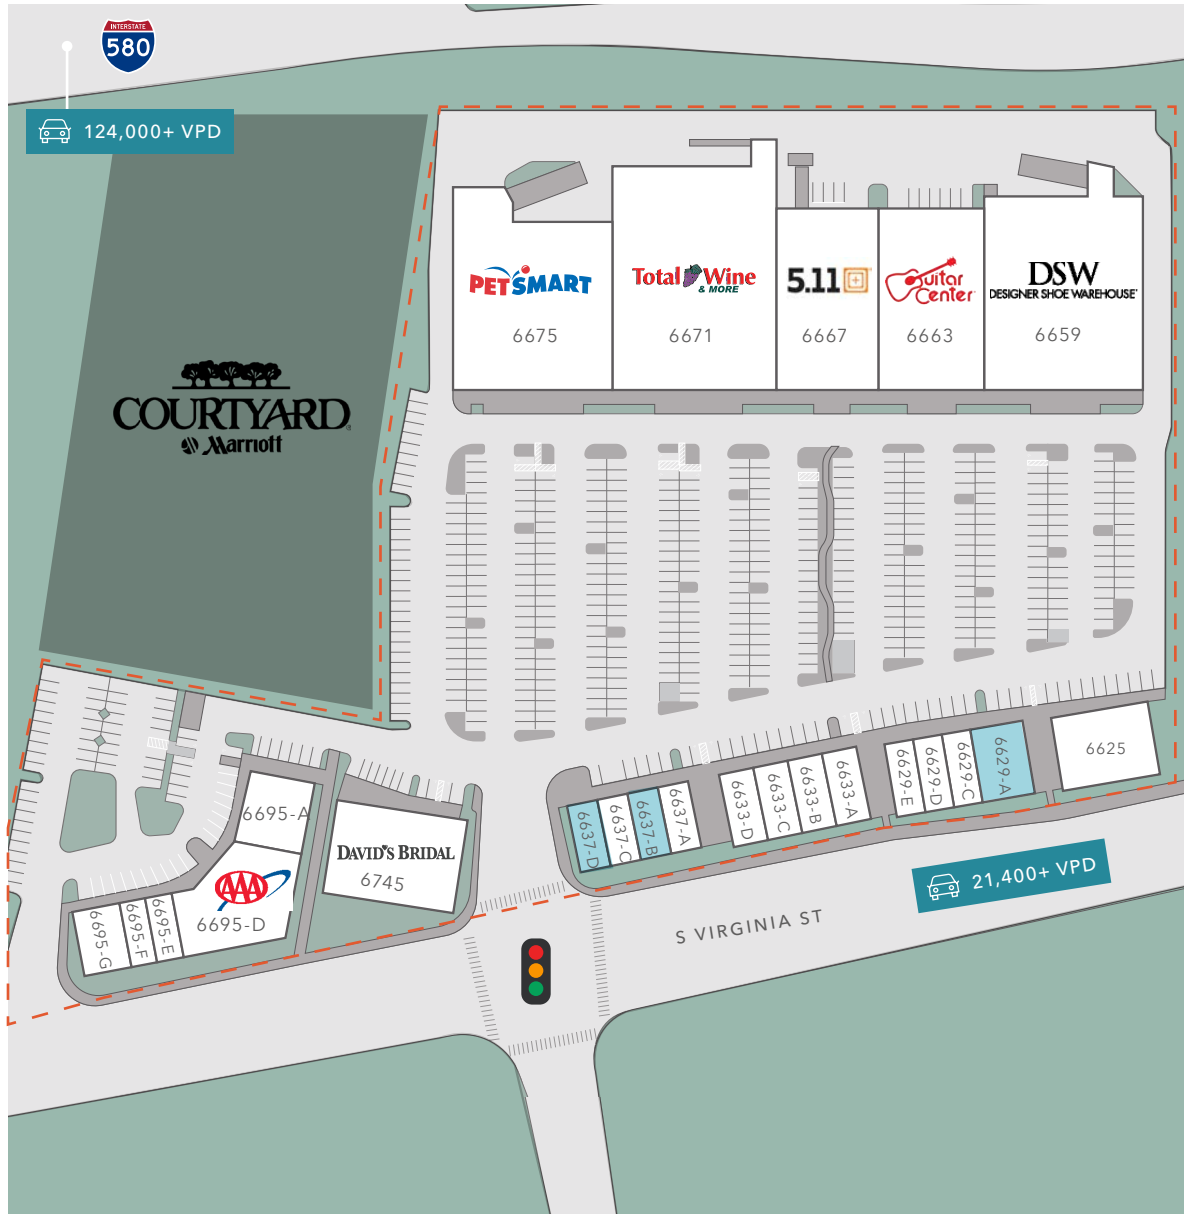 INTERSTATE
580
124,000+ VPD
PETSMART
6675
Total Wine
& MORE
6671
5.11
6667
Guitar
Center
6663
DSW
DESIGNER SHOE WAREHOUSE
6659
COURTYARD
Marriott
6695-A
AAA
6695-D
6695-E
6695-F
6695-G
DAVID'S BRIDAL
6745
6637-D
6637-C
6637-B
6637-A
6633-D
6633-C
6633-B
6633-A
6629-E
6629-D
6629-C
6629-A
6625
21,400+ VPD
S VIRGINIA ST